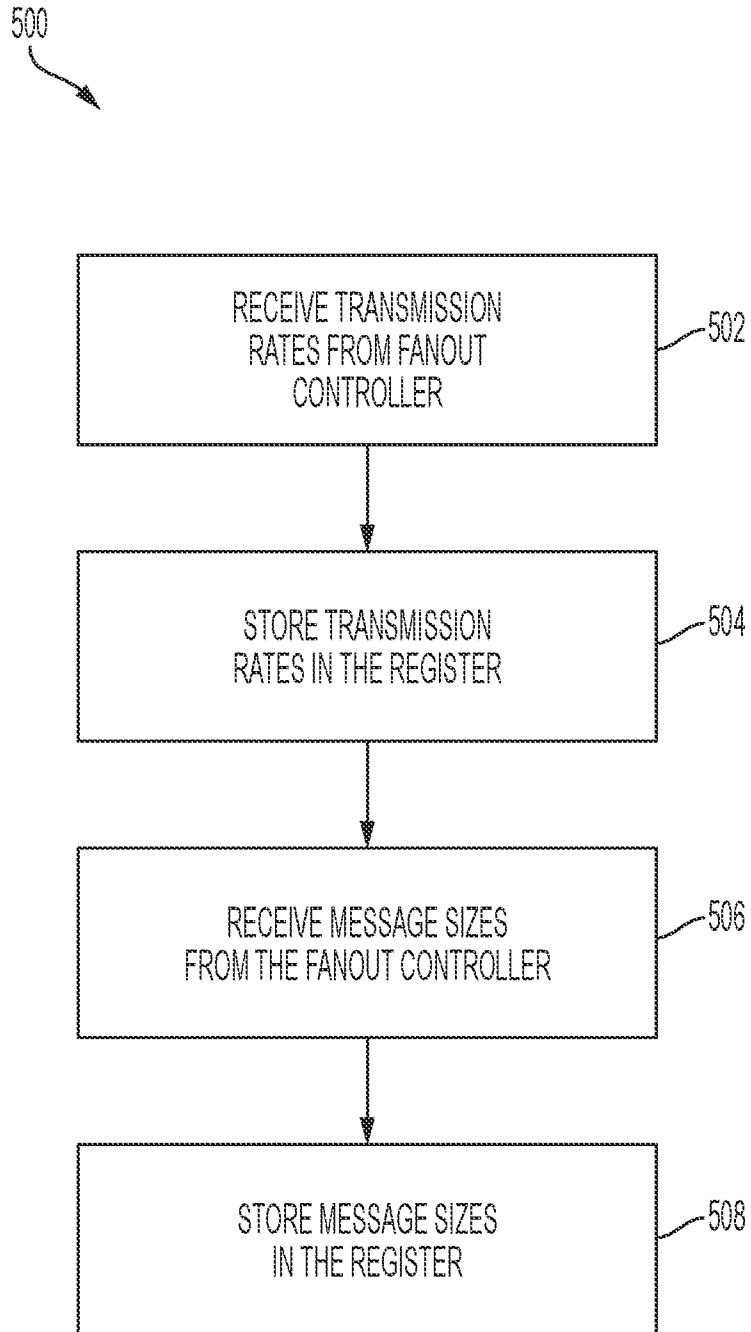 500
RECEIVE TRANSMISSION
RATES FROM FANOUT
CONTROLLER
502
STORE TRANSMISSION
RATES IN THE REGISTER
504
RECEIVE MESSAGE SIZES
FROM THE FANOUT CONTROLLER
506
STORE MESSAGE SIZES
IN THE REGISTER
508